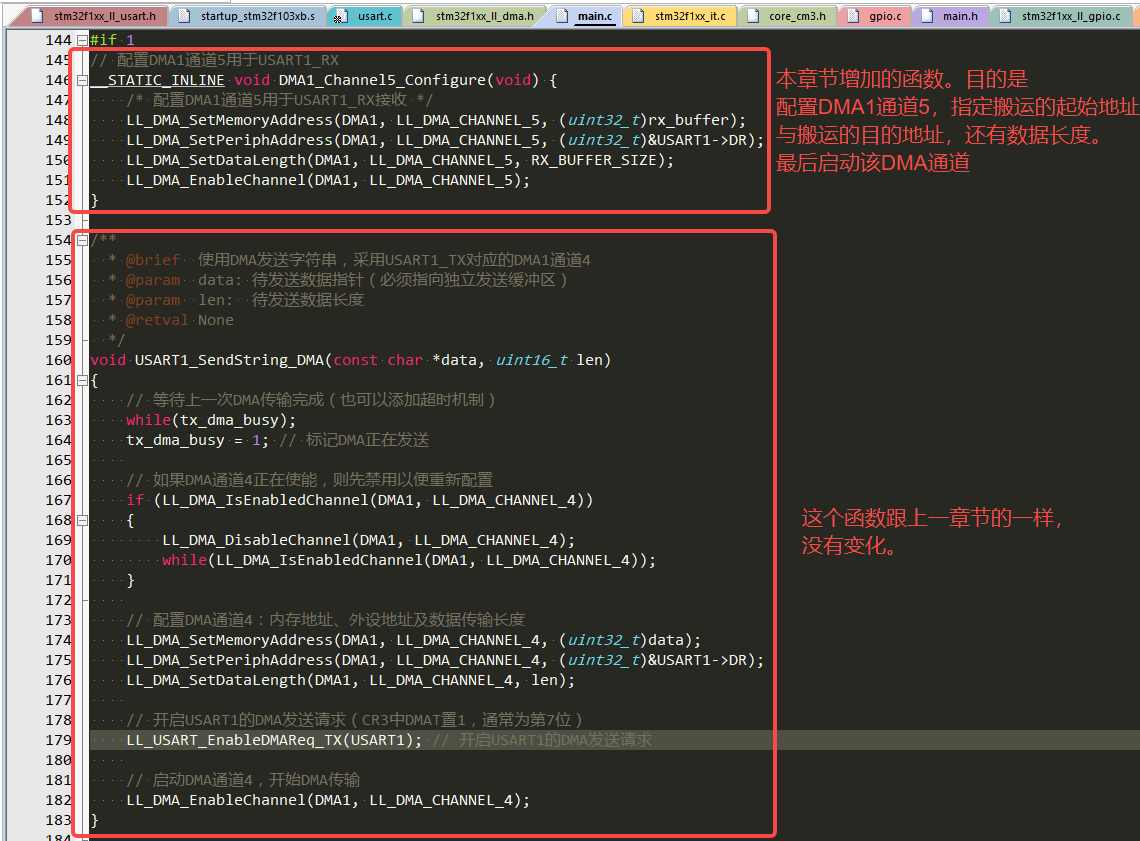 stm32f1xx_ll_usart.h startup_stm32f103xb.s usart.c stm32f1xx_ll_dma.h main.c stm32f1xx_it.c core_cm3.h gpio.c main.h stm32f1xx_ll_gpio.c
144 #if 1
145 // 配置DMA1通道5用于USART1_RX
146 __STATIC_INLINE void DMA1_Channel5_Configure(void) {
147 /* 配置DMA1通道5用于USART1_RX接收 */
148 LL_DMA_SetMemoryAddress(DMA1, LL_DMA_CHANNEL_5, (uint32_t)rx_buffer);
149 LL_DMA_SetPeriphAddress(DMA1, LL_DMA_CHANNEL_5, (uint32_t)&USART1->DR);
150 LL_DMA_SetDataLength(DMA1, LL_DMA_CHANNEL_5, RX_BUFFER_SIZE);
151 LL_DMA_EnableChannel(DMA1, LL_DMA_CHANNEL_5);
152 }
本章节增加的函数。目的是
配置DMA1通道5，指定搬运的起始地址
与搬运的目的地址，还有数据长度。
最后启动该DMA通道
153
154 /**
155 * @brief 使用DMA发送字符串，采用USART1_TX对应的DMA1通道4
156 * @param data: 待发送数据指针（必须指向独立发送缓冲区）
157 * @param len: 待发送数据长度
158 * @retval None
159 */
160 void USART1_SendString_DMA(const char *data, uint16_t len)
161 {
162 // 等待上一次DMA传输完成（也可以添加超时机制）
163 while(tx_dma_busy);
164 tx_dma_busy = 1; // 标记DMA正在发送
165
166 // 如果DMA通道4正在使能，则先禁用以便重新配置
167 if (LL_DMA_IsEnabledChannel(DMA1, LL_DMA_CHANNEL_4))
168 {
169 LL_DMA_DisableChannel(DMA1, LL_DMA_CHANNEL_4);
170 while(LL_DMA_IsEnabledChannel(DMA1, LL_DMA_CHANNEL_4));
171 }
172
173 // 配置DMA通道4：内存地址、外设地址及数据传输长度
174 LL_DMA_SetMemoryAddress(DMA1, LL_DMA_CHANNEL_4, (uint32_t)data);
175 LL_DMA_SetPeriphAddress(DMA1, LL_DMA_CHANNEL_4, (uint32_t)&USART1->DR);
176 LL_DMA_SetDataLength(DMA1, LL_DMA_CHANNEL_4, len);
177
178 // 开启USART1的DMA发送请求（CR3中DMAT置1，通常为第7位）
179 LL_USART_EnableDMAReq_TX(USART1); // 开启USART1的DMA发送请求
180
181 // 启动DMA通道4，开始DMA传输
182 LL_DMA_EnableChannel(DMA1, LL_DMA_CHANNEL_4);
183 }
184
这个函数跟上一章节的一样，
没有变化。